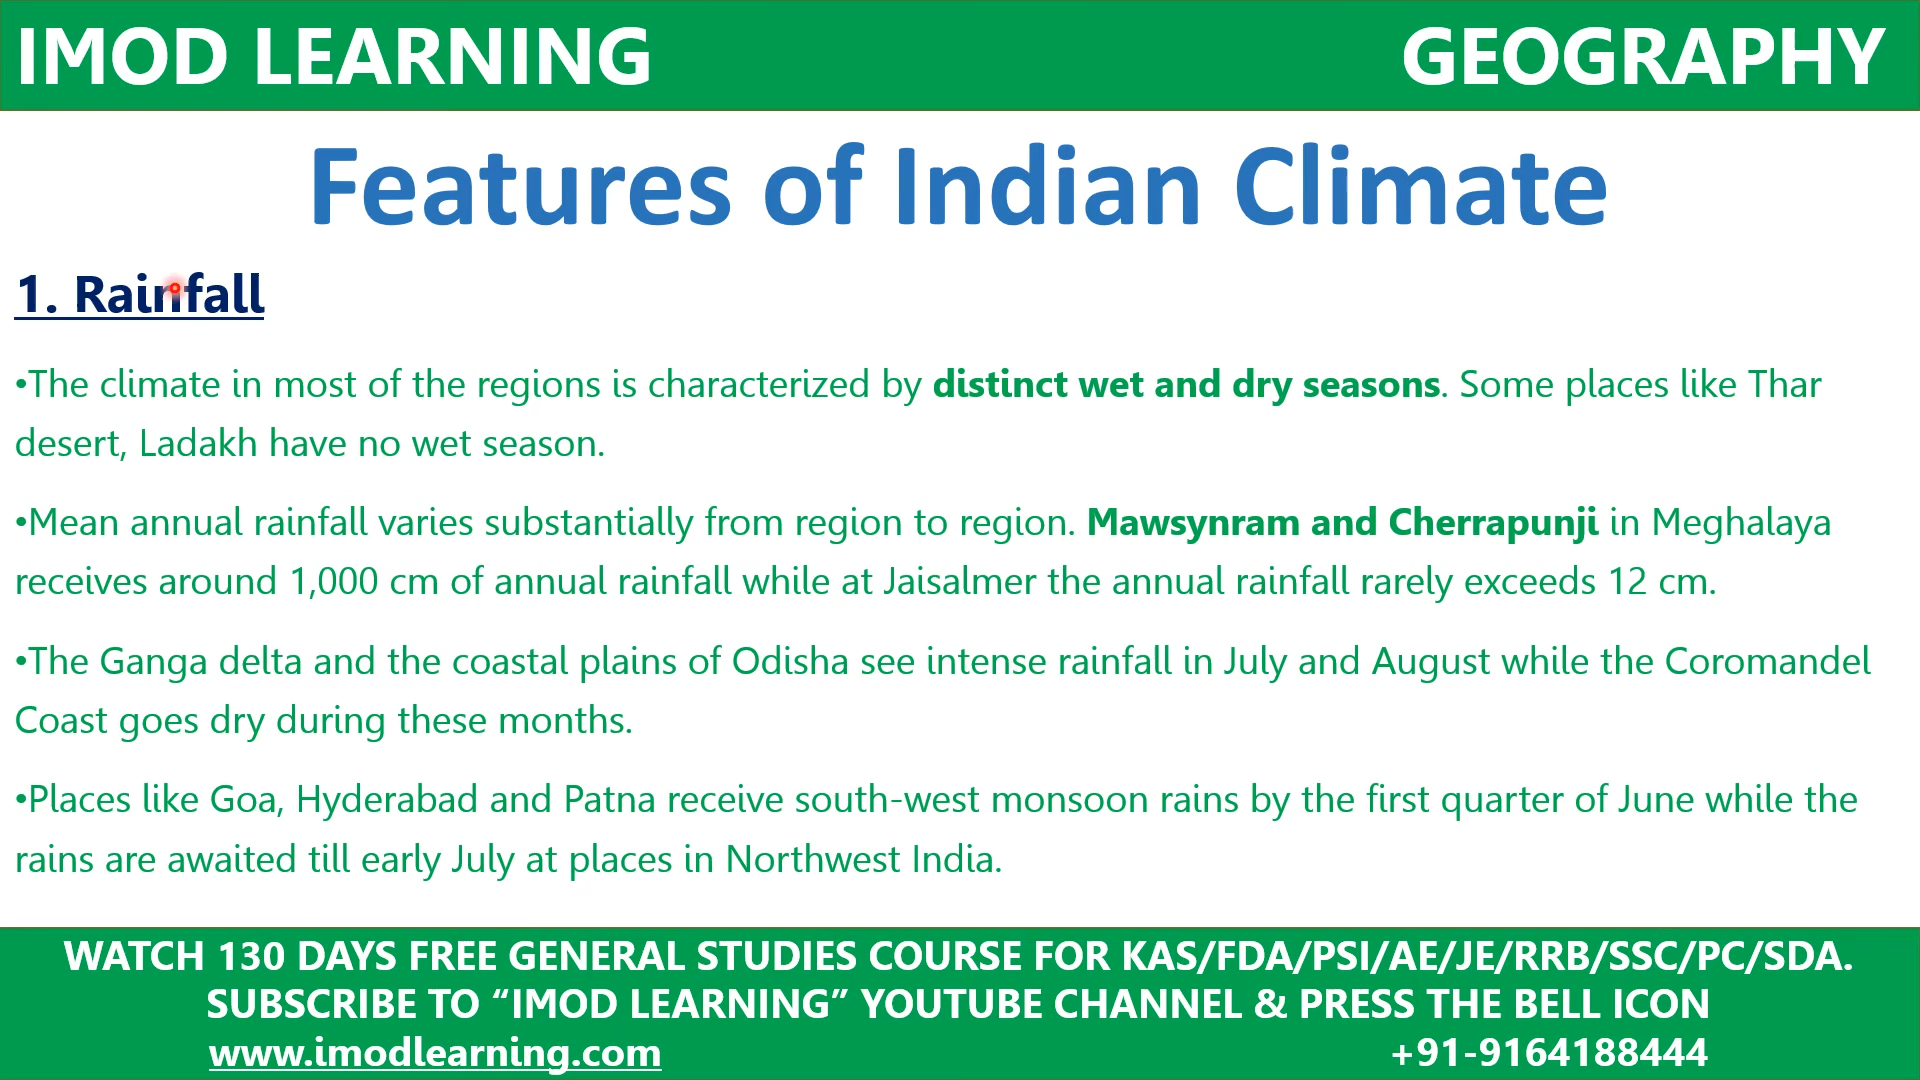 IMOD LEARNING GEOGRAPHY
Features of Indian Climate
1. Rainfall
•The climate in most of the regions is characterized by distinct wet and dry seasons. Some places like Thar
desert, Ladakh have no wet season.
•Mean annual rainfall varies substantially from region to region. Mawsynram and Cherrapunji in Meghalaya
receives around 1,000 cm of annual rainfall while at Jaisalmer the annual rainfall rarely exceeds 12 cm.
•The Ganga delta and the coastal plains of Odisha see intense rainfall in July and August while the Coromandel
Coast goes dry during these months.
•Places like Goa, Hyderabad and Patna receive south-west monsoon rains by the first quarter of June while the
rains are awaited till early July at places in Northwest India.
WATCH 130 DAYS FREE GENERAL STUDIES COURSE FOR KAS/FDA/PSI/AE/JE/RRB/SSC/PC/SDA.
SUBSCRIBE TO “IMOD LEARNING” YOUTUBE CHANNEL & PRESS THE BELL ICON
www.imodlearning.com +91-9164188444